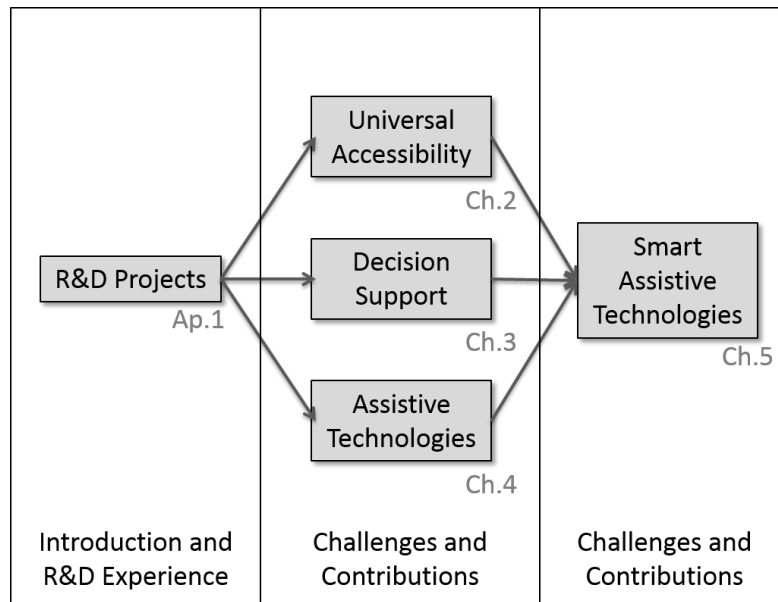 R&D Projects
Ap.1
Universal
Accessibility
Ch.2
Decision
Support
Ch.3
Assistive
Technologies
Ch.4
Smart
Assistive
Technologies
Ch.5
Introduction and
R&D Experience
Challenges and
Contributions
Challenges and
Contributions